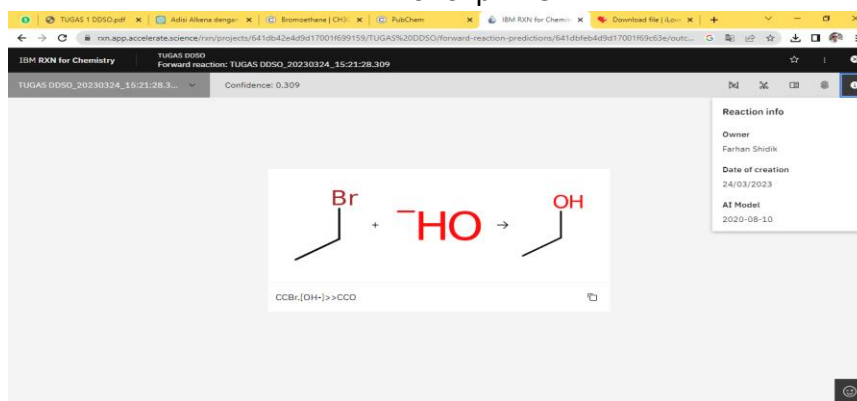 TUGAS 1 DDSO.pdf
Adisi Alkena dengan
Bromoethane | CH3
PubChem
IBM RXN for Chemis
Download file | iLov
rxn.app.accelerate.science/rxn/projects/641db42e4d9d17001f699159/TUGAS%20DDSO/forward-reaction-predictions/641dbfeb4d9d17001f69c63e/outc...
IBM RXN for Chemistry
TUGAS DDSO
Forward reaction: TUGAS DDSO_20230324_15:21:28.309
TUGAS DDSO_20230324_15:21:28.3...
Confidence: 0.309
Reaction info
Owner
Farhan Shidik
Date of creation
24/03/2023
AI Model
2020-08-10
Br
+ ⁻HO →
OH
CCBr.[OH-]>>CCO